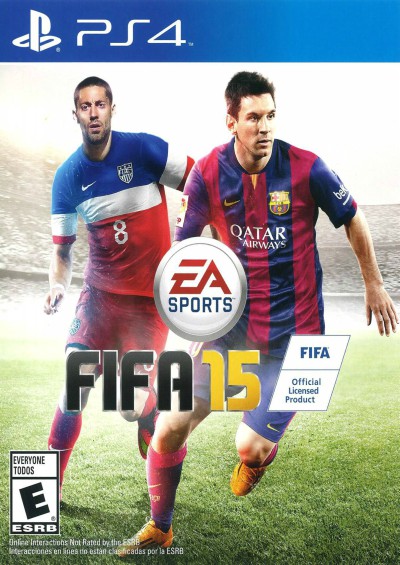 PS4
8
QATAR
AIRWAYS
beko
EA
SPORTS
FIFA 15
FIFA
Official
Licensed
Product
EVERYONE
TODOS
E
ESRB
Online Interactions Not Rated by the ESRB
Interacciones en línea no están clasificadas por la ESRB